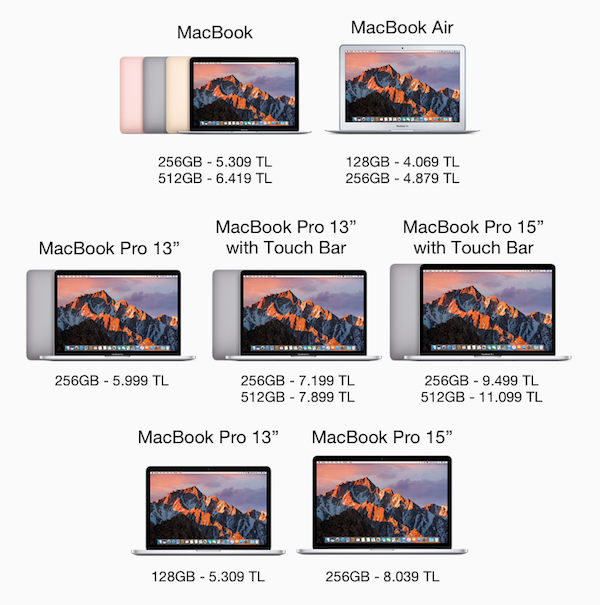 MacBook
256GB - 5.309 TL
512GB - 6.419 TL
MacBook Air
128GB - 4.069 TL
256GB - 4.879 TL
MacBook Pro 13”
256GB - 5.999 TL
MacBook Pro 13”
with Touch Bar
256GB - 7.199 TL
512GB - 7.899 TL
MacBook Pro 15”
with Touch Bar
256GB - 9.499 TL
512GB - 11.099 TL
MacBook Pro 13”
128GB - 5.309 TL
MacBook Pro 15”
256GB - 8.039 TL